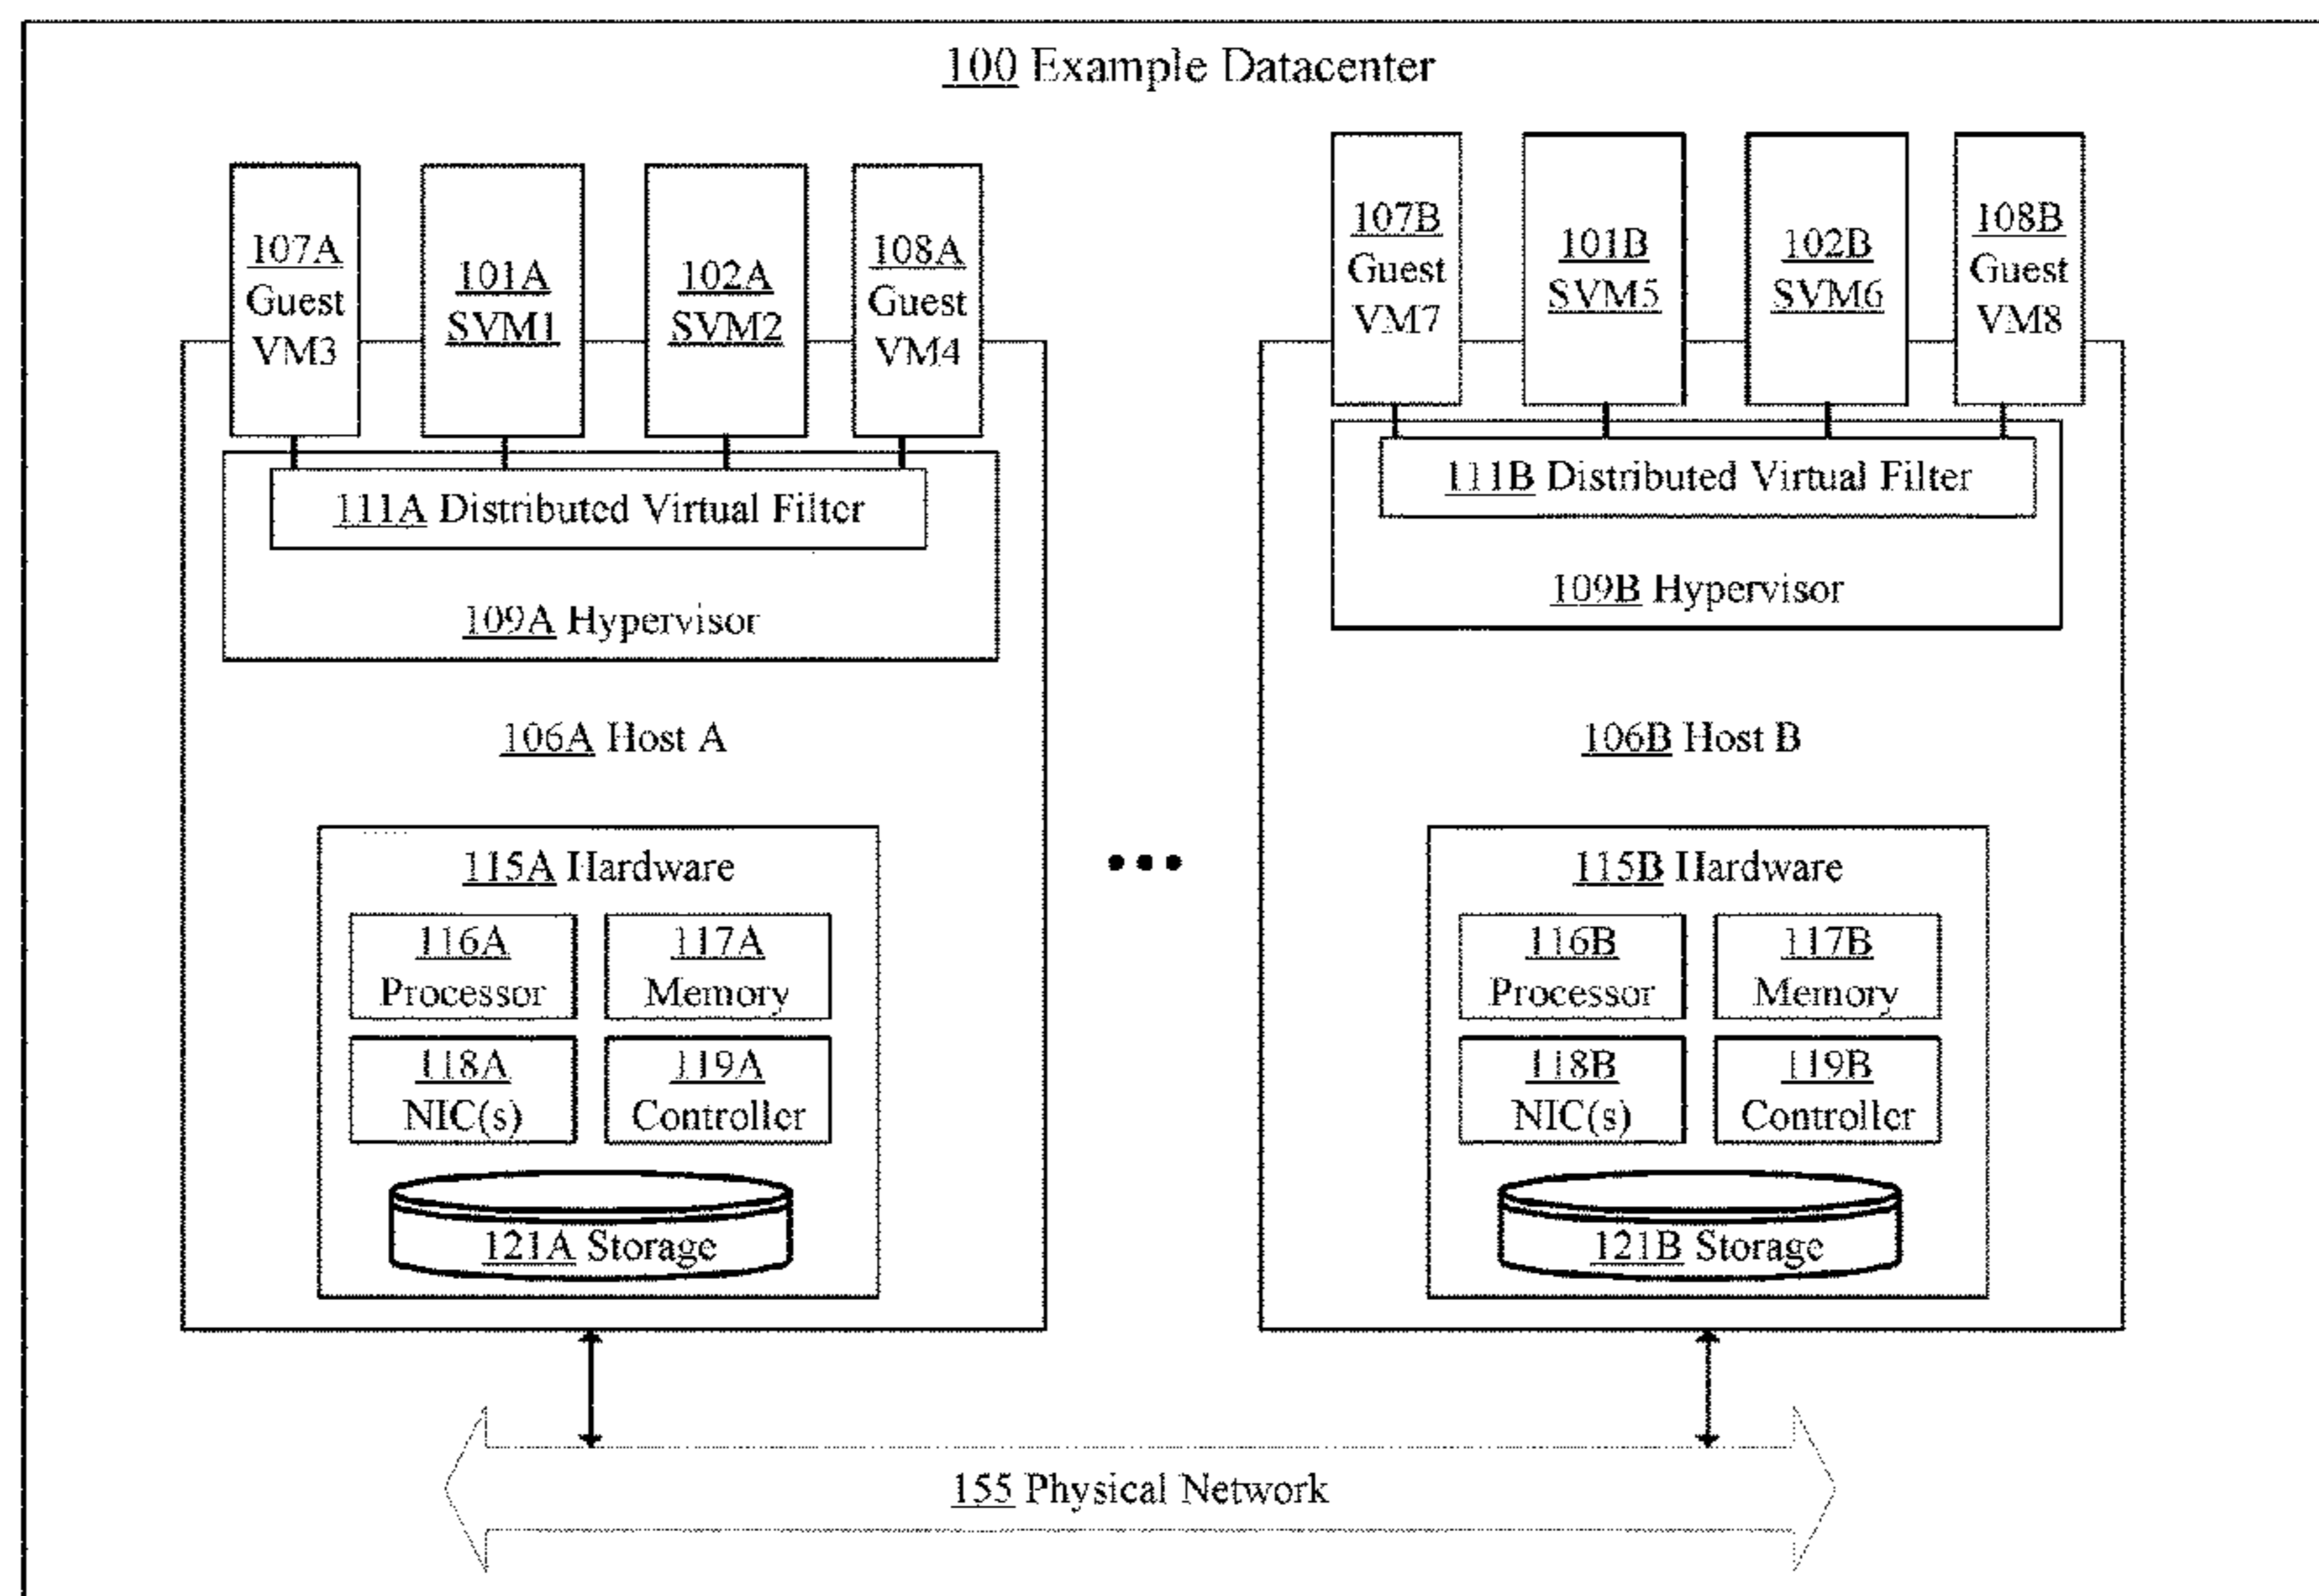 100 Example Datacenter
107A
Guest
VM3
101A
SVM1
102A
SVM2
108A
Guest
VM4
111A Distributed Virtual Filter
109A Hypervisor
106A Host A
115A Hardware
116A
Processor
117A
Memory
118A
NIC(s)
119A
Controller
121A Storage
107B
Guest
VM7
101B
SVM5
102B
SVM6
108B
Guest
VM8
111B Distributed Virtual Filter
109B Hypervisor
106B Host B
115B Hardware
116B
Processor
117B
Memory
118B
NIC(s)
119B
Controller
121B Storage
155 Physical Network